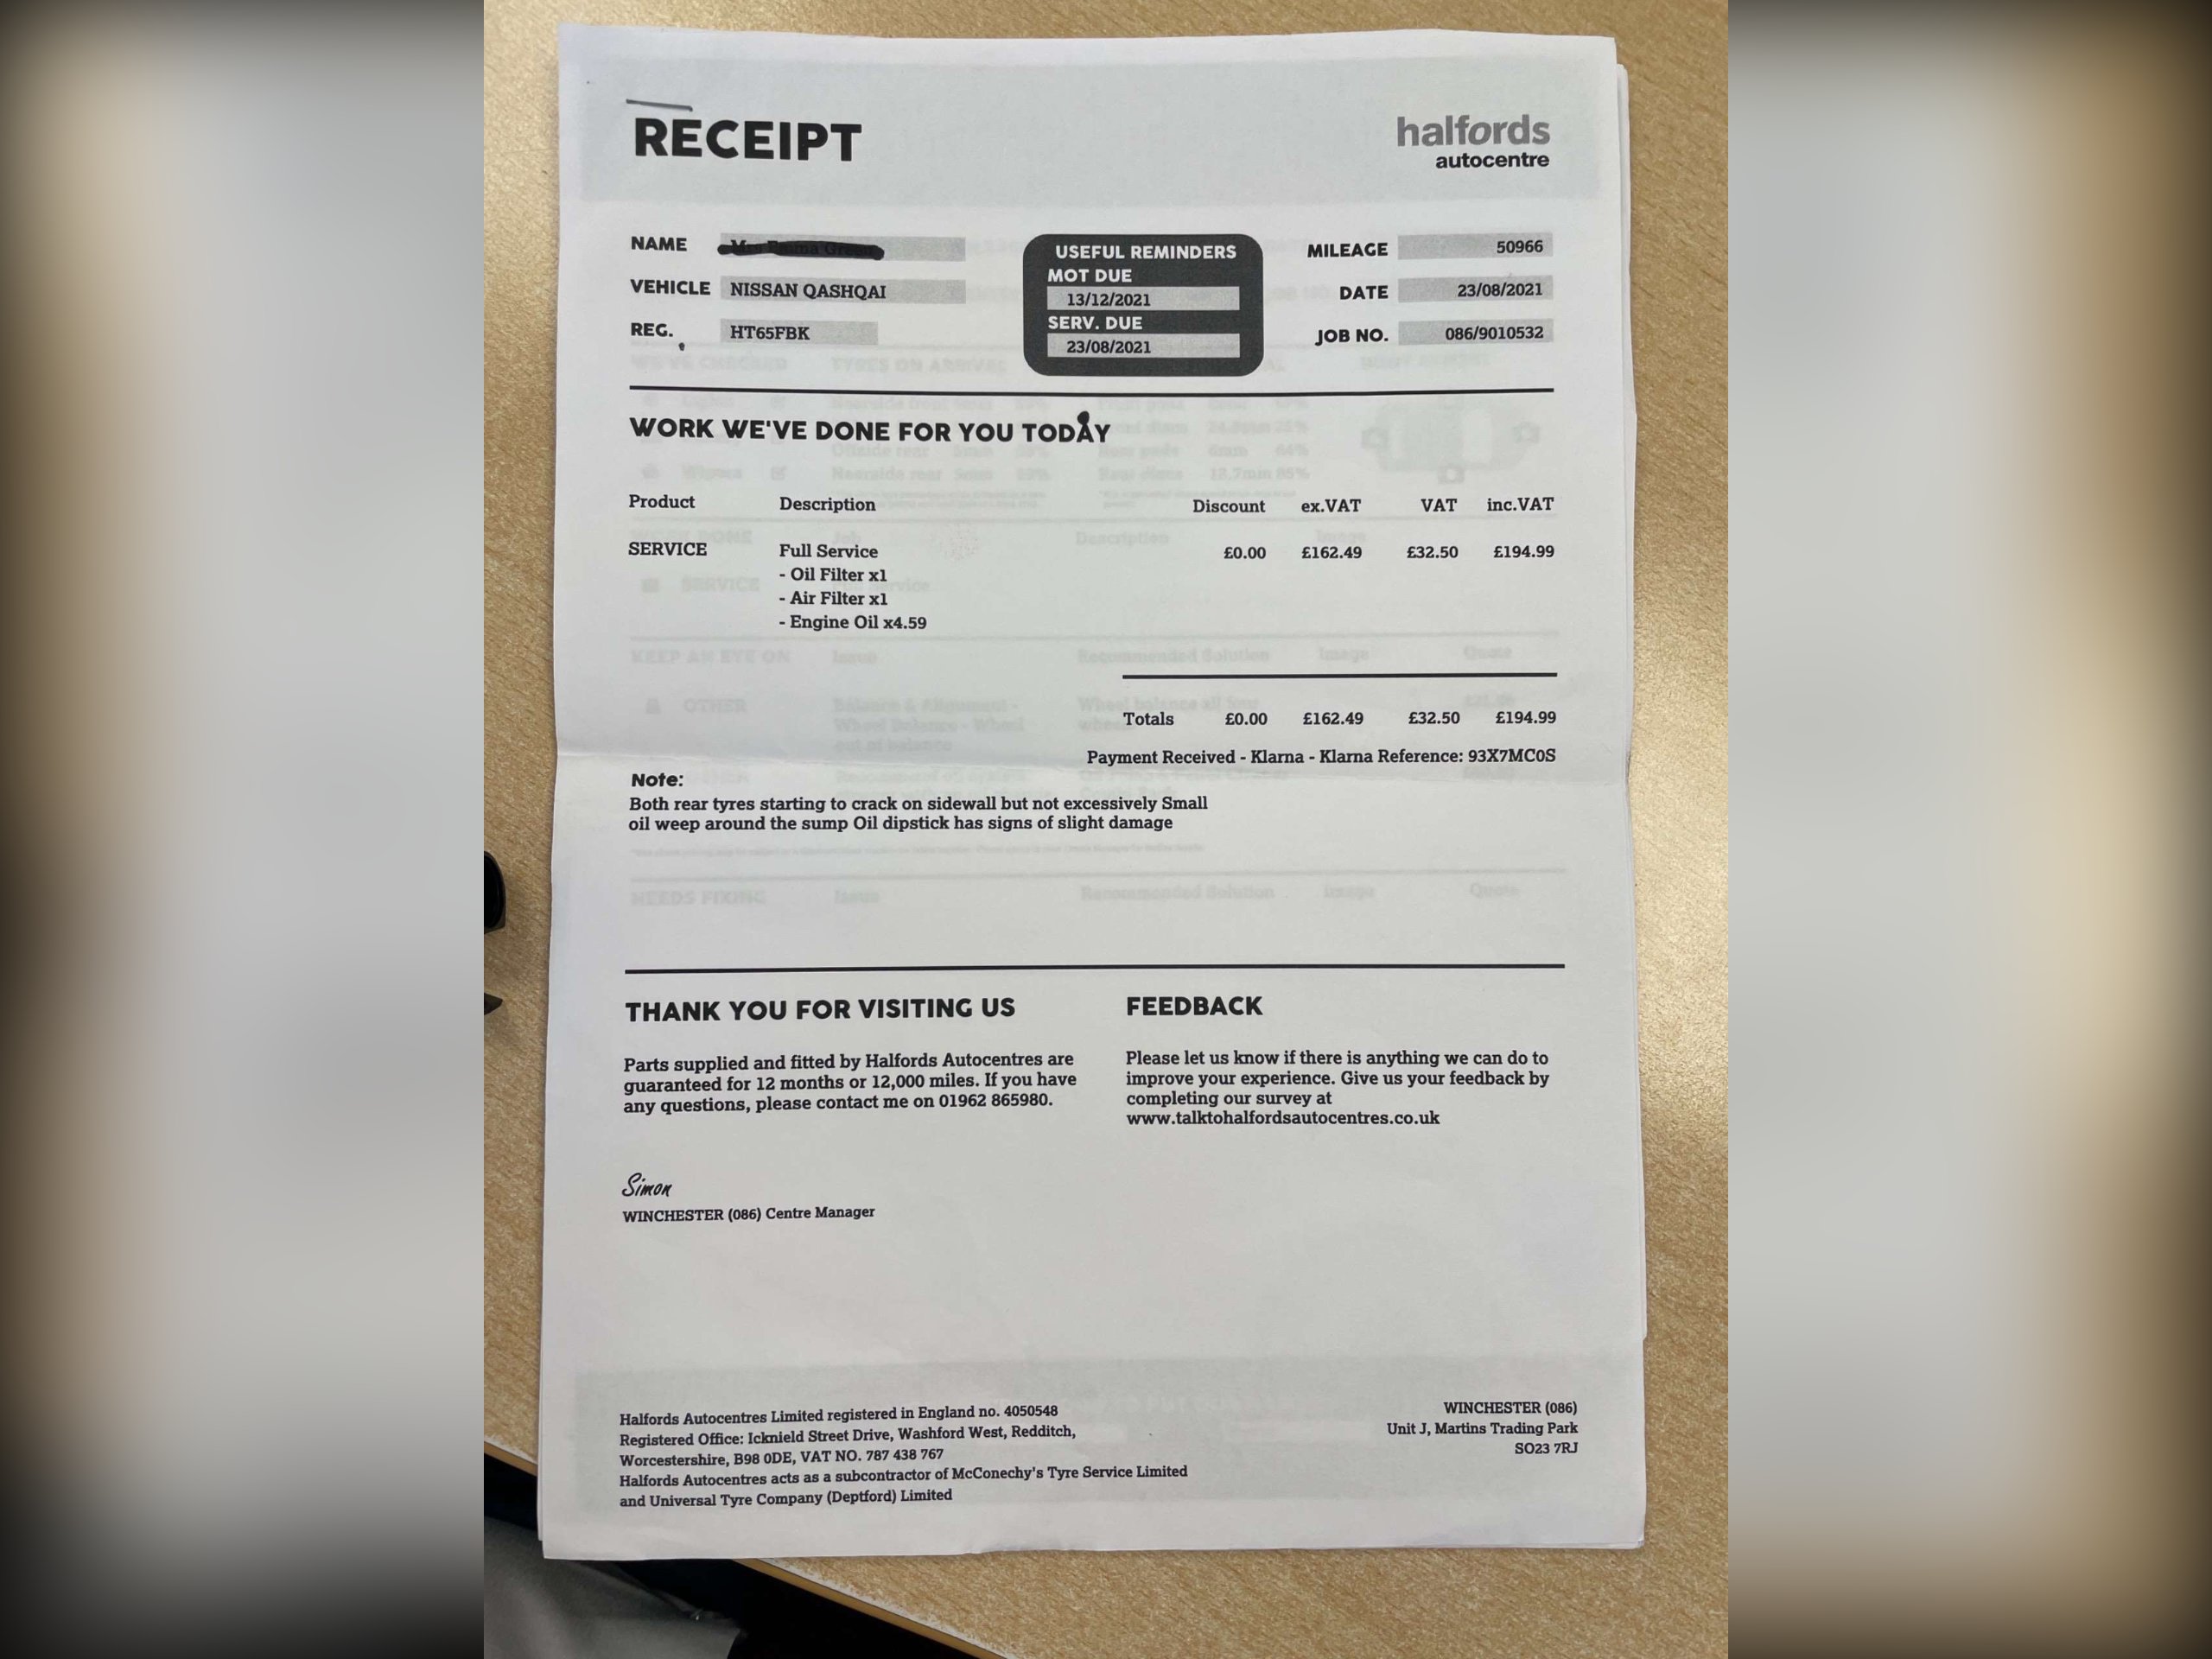 RECEIPT
halfords
autocentre
NAME
VEHICLE NISSAN QASHQAI
REG. HT65FBK
USEFUL REMINDERS
MOT DUE
13/12/2021
SERV. DUE
23/08/2021
MILEAGE 50966
DATE 23/08/2021
JOB NO. 086/9010532
WORK WE'VE DONE FOR YOU TODAY
Product Description Discount ex.VAT VAT inc.VAT
SERVICE Full Service £0.00 £162.49 £32.50 £194.99
- Oil Filter x1
- Air Filter x1
- Engine Oil x4.59
Totals £0.00 £162.49 £32.50 £194.99
Payment Received - Klarna - Klarna Reference: 93X7MC0S
Note:
Both rear tyres starting to crack on sidewall but not excessively Small
oil weep around the sump Oil dipstick has signs of slight damage
THANK YOU FOR VISITING US
Parts supplied and fitted by Halfords Autocentres are
guaranteed for 12 months or 12,000 miles. If you have
any questions, please contact me on 01962 865980.
FEEDBACK
Please let us know if there is anything we can do to
improve your experience. Give us your feedback by
completing our survey at
www.talktohalfordsautocentres.co.uk
Simon
WINCHESTER (086) Centre Manager
Halfords Autocentres Limited registered in England no. 4050548
Registered Office: Icknield Street Drive, Washford West, Redditch,
Worcestershire, B98 0DE, VAT NO. 787 438 767
Halfords Autocentres acts as a subcontractor of McConechy's Tyre Service Limited
and Universal Tyre Company (Deptford) Limited
WINCHESTER (086)
Unit J, Martins Trading Park
SO23 7RJ